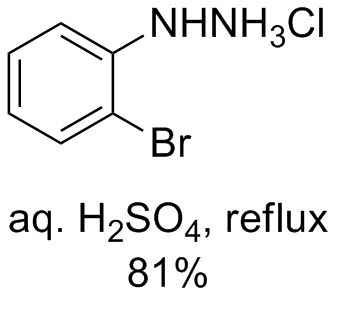 NHNH₃Cl
Br
aq. H₂SO₄, reflux
81%